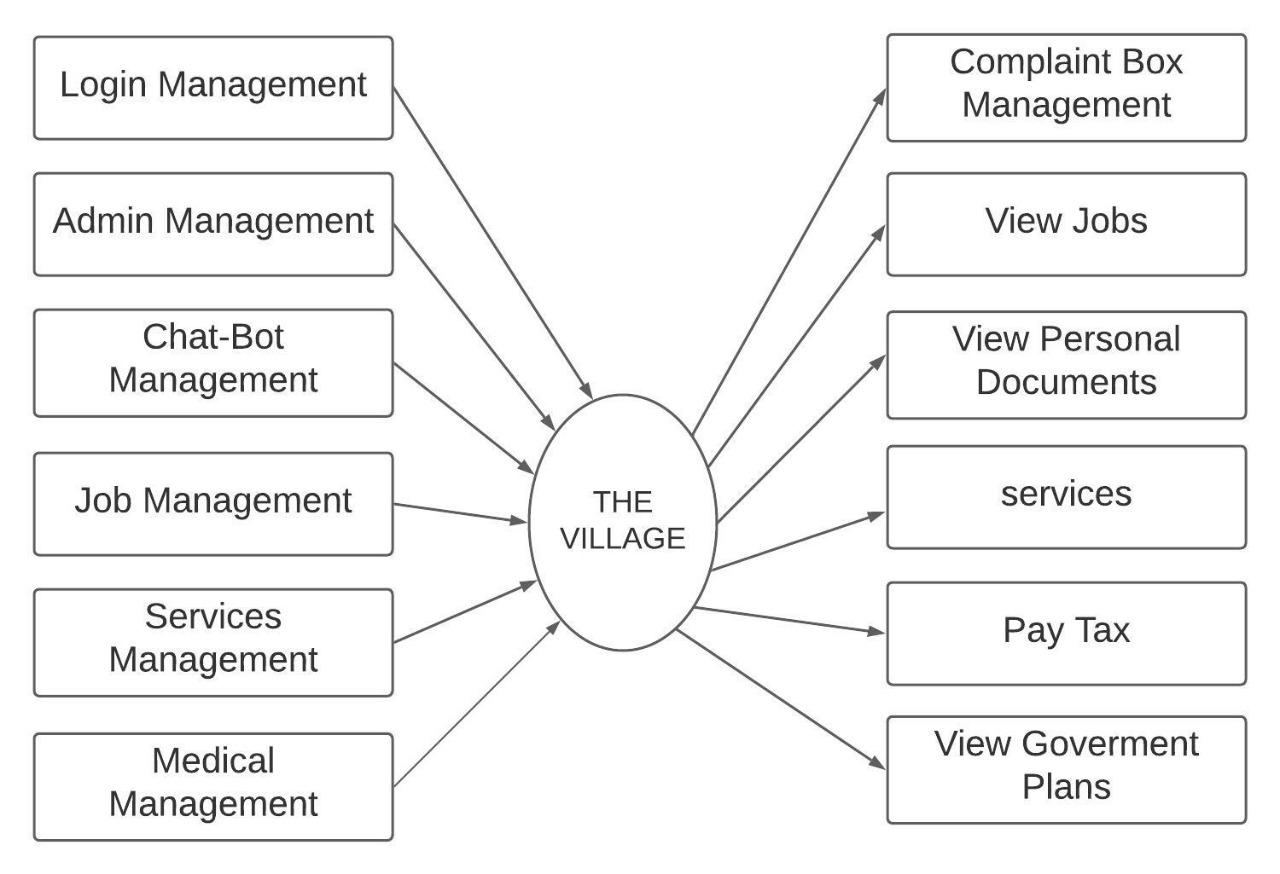 Login Management
Admin Management
Chat-Bot
Management
Job Management
Services
Management
Medical
Management
THE
VILLAGE
Complaint Box
Management
View Jobs
View Personal
Documents
services
Pay Tax
View Goverment
Plans